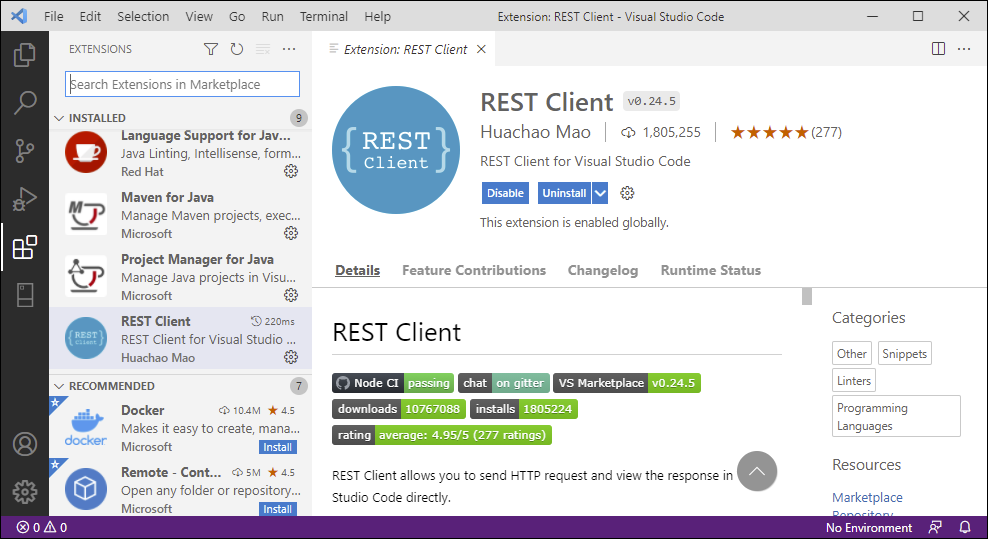 File Edit Selection View Go Run Terminal Help
Extension: REST Client - Visual Studio Code
EXTENSIONS
Search Extensions in Marketplace
INSTALLED 9
Language Support for Jav...
Java Linting, Intellisense, form...
Red Hat
Maven for Java
Manage Maven projects, exec...
Microsoft
Project Manager for Java
Manage Java projects in Visu...
Microsoft
REST Client 220ms
REST Client for Visual Studio ...
Huachao Mao
RECOMMENDED 7
Docker 10.4M ★ 4.5
Makes it easy to create, mana...
Microsoft Install
Remote - Cont... 5M ★ 4.5
Open any folder or repository...
Microsoft Install
Extension: REST Client
{REST}
Client
REST Client v0.24.5
Huachao Mao 1,805,255 ★★★★★(277)
REST Client for Visual Studio Code
Disable Uninstall
This extension is enabled globally.
Details Feature Contributions Changelog Runtime Status
REST Client
Node CI passing chat on gitter VS Marketplace v0.24.5
downloads 10767088 installs 1805224
rating average: 4.95/5 (277 ratings)
REST Client allows you to send HTTP request and view the response in
Studio Code directly.
Categories
Other Snippets
Linters
Programming
Languages
Resources
Marketplace
Repository
0 0 No Environment